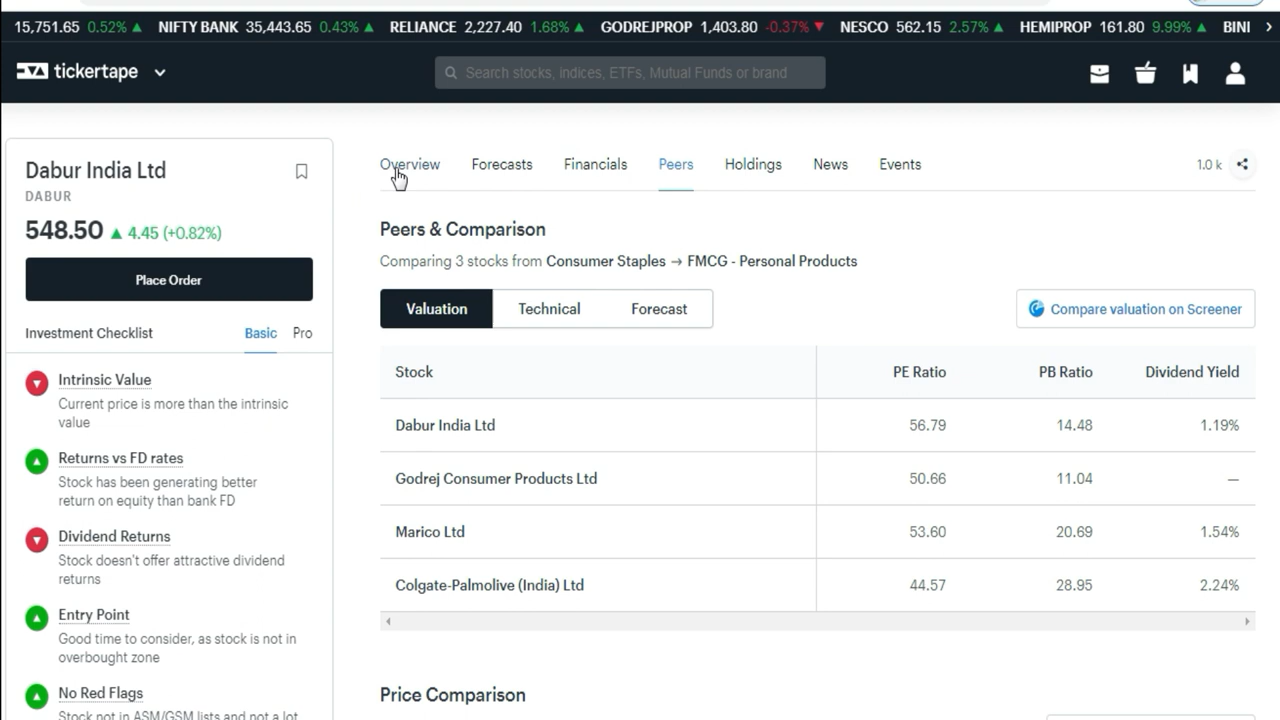 15,751.65 0.52% ▲ NIFTY BANK 35,443.65 0.43% ▲ RELIANCE 2,227.40 1.68% ▲ GODREJPROP 1,403.80 -0.37% ▼ NESCO 562.15 2.57% ▲ HEMIPROP 161.80 9.99% ▲ BINI
tickertape
Search stocks, indices, ETFs, Mutual Funds or brand
Dabur India Ltd
DABUR
548.50 ▲ 4.45 (+0.82%)
Place Order
Investment Checklist Basic Pro
Intrinsic Value
Current price is more than the intrinsic
value
Returns vs FD rates
Stock has been generating better
return on equity than bank FD
Dividend Returns
Stock doesn't offer attractive dividend
returns
Entry Point
Good time to consider, as stock is not in
overbought zone
No Red Flags
Stock not in ASM/GSM lists and not a lot
Overview Forecasts Financials Peers Holdings News Events 1.0 k
Peers & Comparison
Comparing 3 stocks from Consumer Staples → FMCG - Personal Products
Valuation Technical Forecast Compare valuation on Screener
Stock PE Ratio PB Ratio Dividend Yield
Dabur India Ltd 56.79 14.48 1.19%
Godrej Consumer Products Ltd 50.66 11.04 —
Marico Ltd 53.60 20.69 1.54%
Colgate-Palmolive (India) Ltd 44.57 28.95 2.24%
Price Comparison